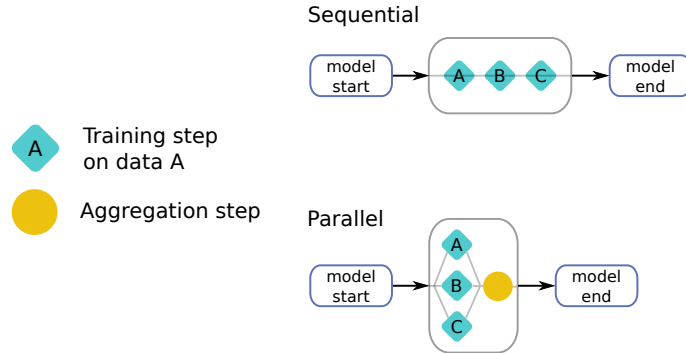 Sequential
model
start
A
B
C
model
end
A
Training step
on data A
Aggregation step
Parallel
model
start
A
B
C
model
end